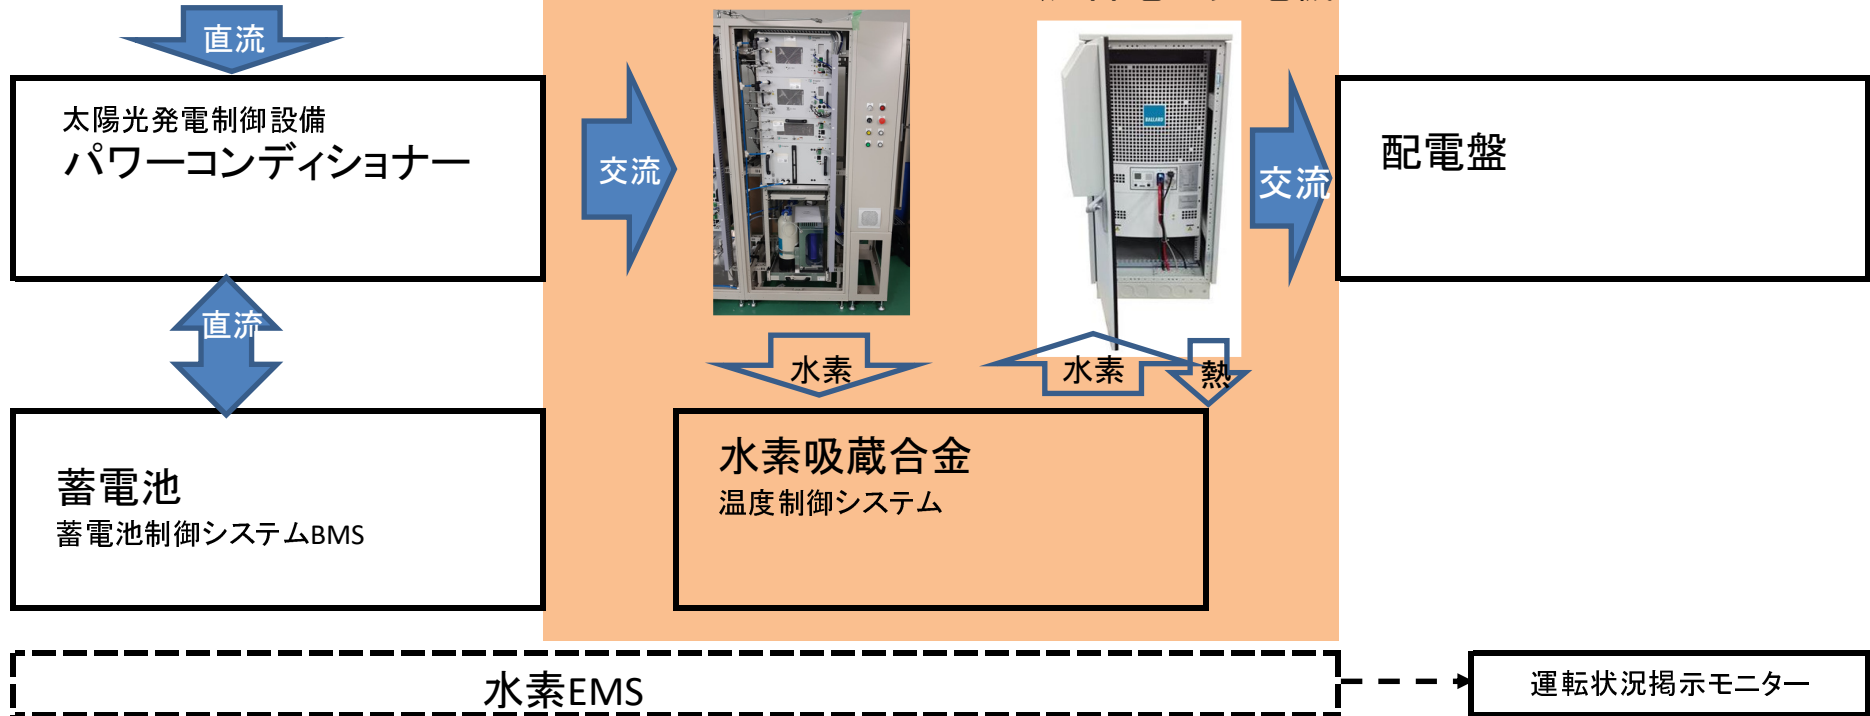 直流
太陽光発電制御設備
パワーコンディショナー
交流
BALLARD
交流
配電盤
直流
水素
水素
熱
蓄電池
蓄電池制御システムBMS
水素吸蔵合金
温度制御システム
水素EMS
運転状況掲示モニター